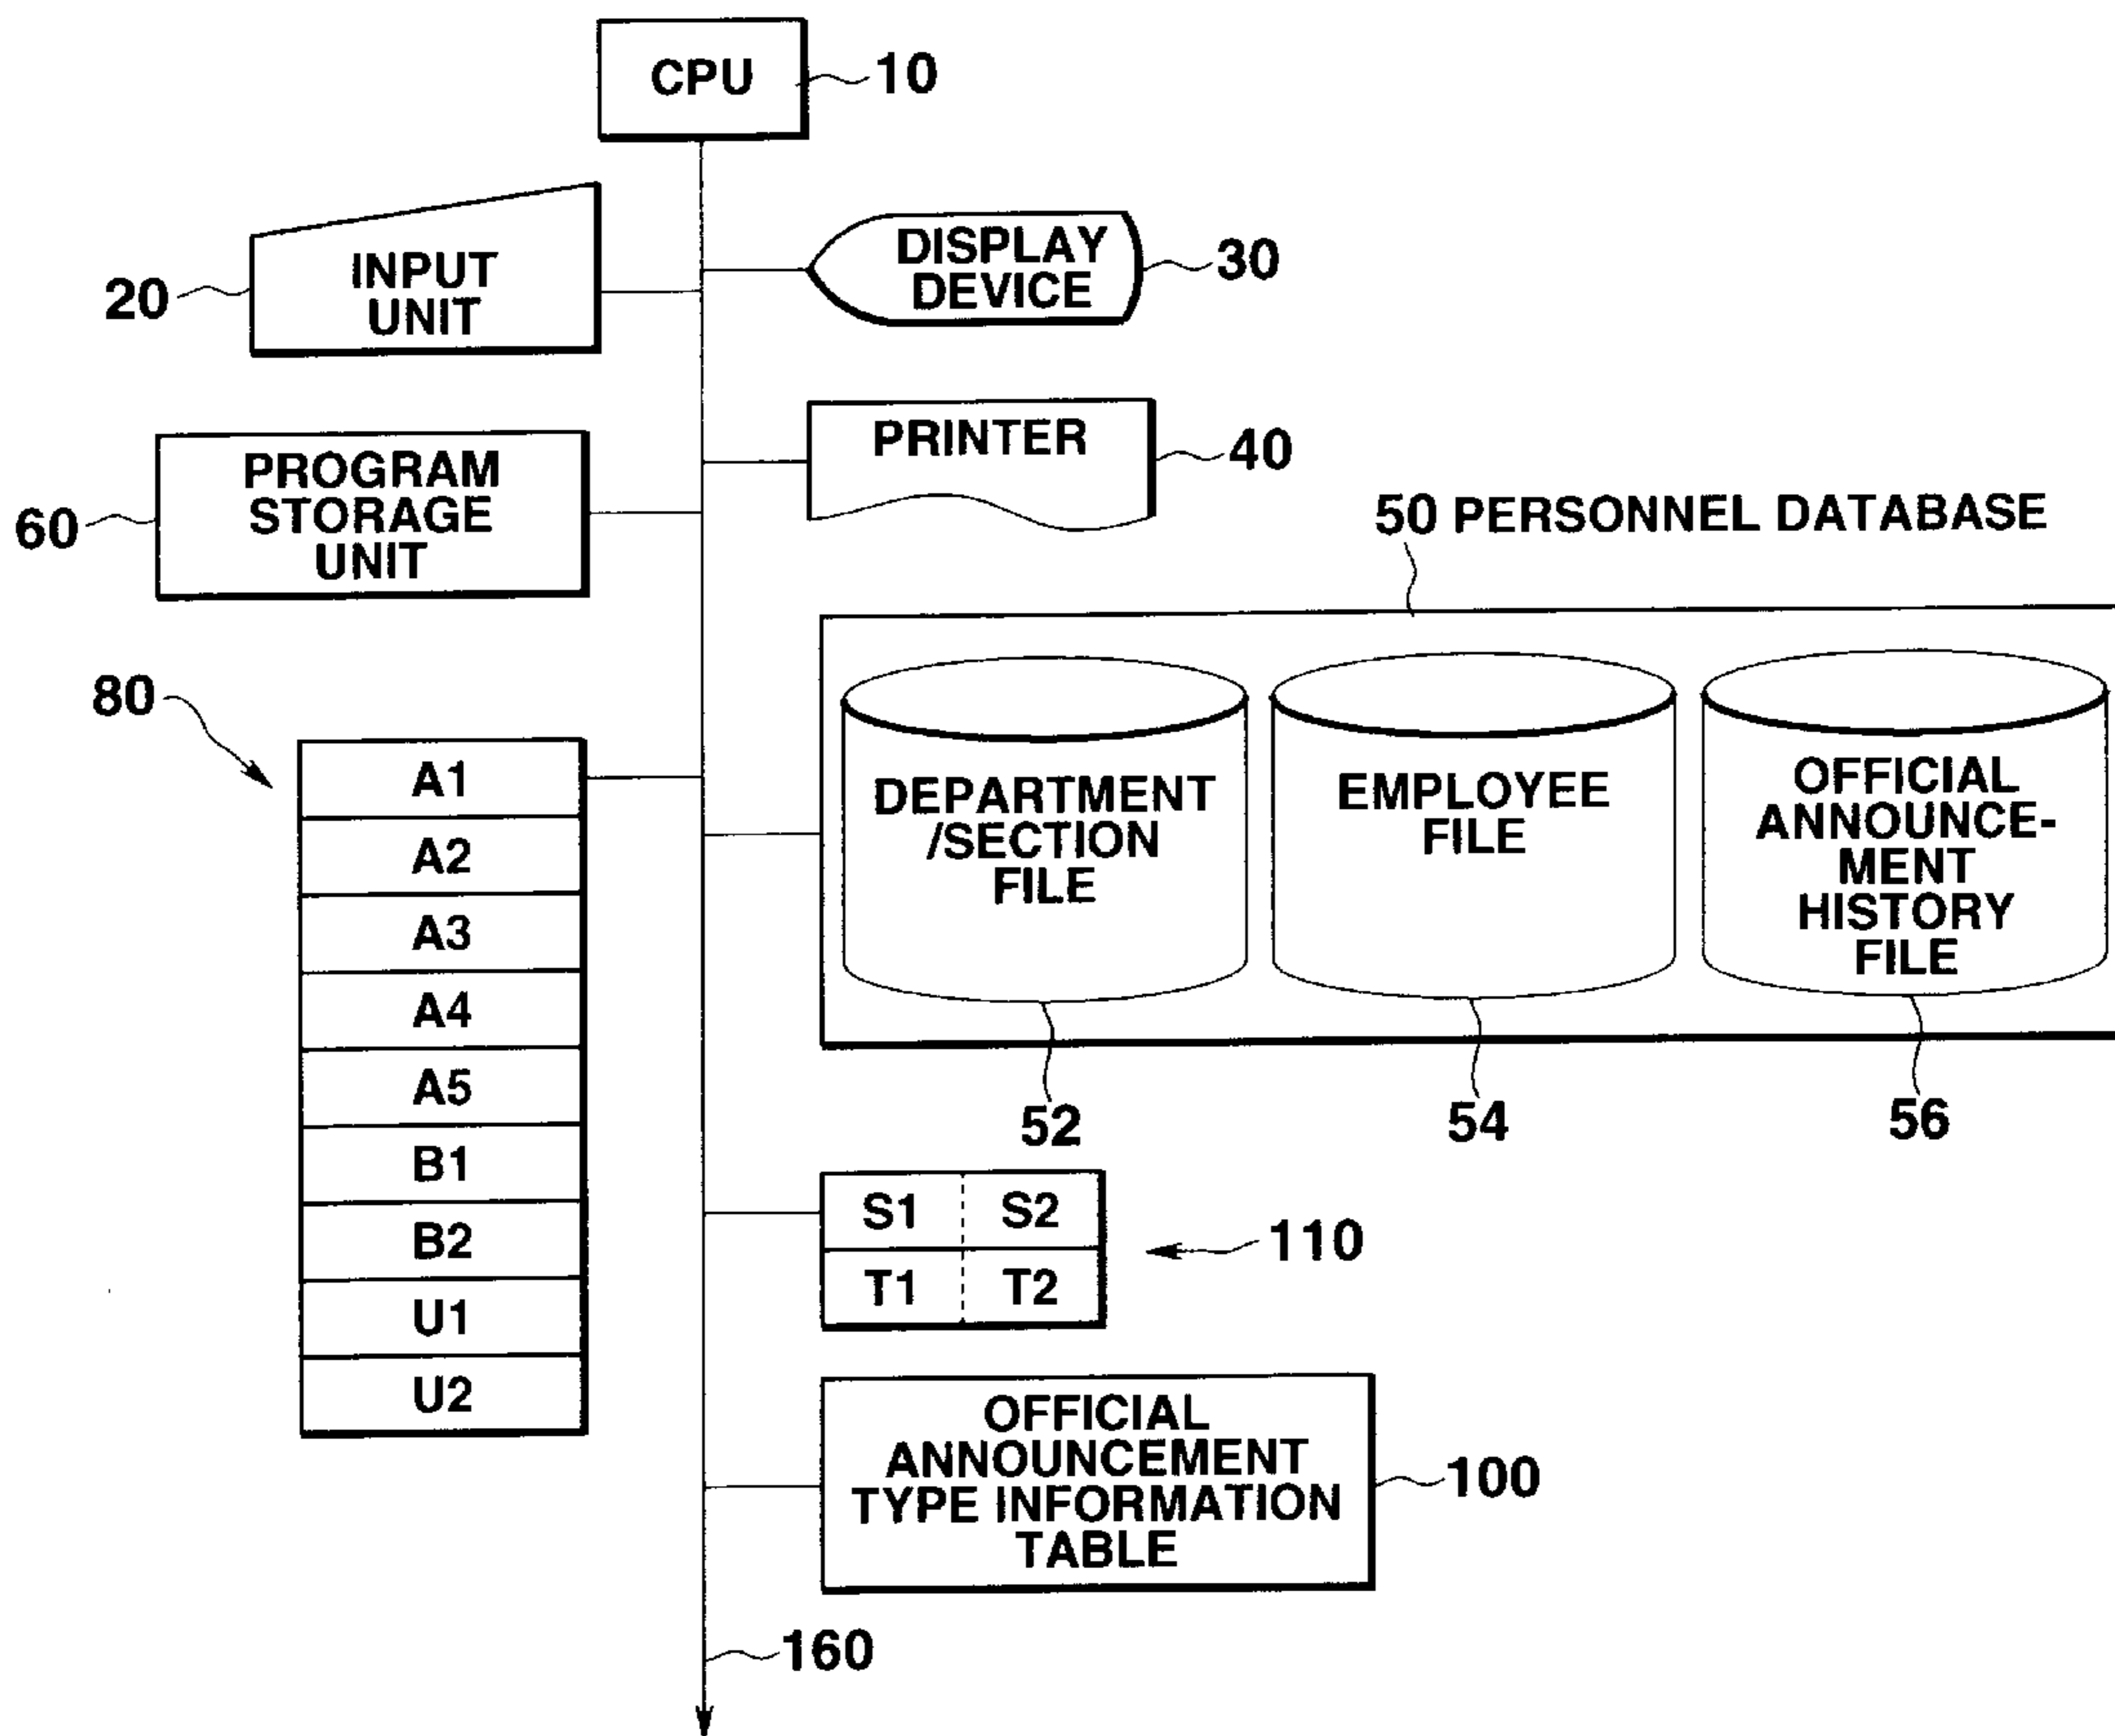 CPU
10
INPUT
UNIT
20
DISPLAY
DEVICE
30
PRINTER
40
PROGRAM
STORAGE
UNIT
60
50 PERSONNEL DATABASE
DEPARTMENT
/SECTION
FILE
52
EMPLOYEE
FILE
54
OFFICIAL
ANNOUNCE-
MENT
HISTORY
FILE
56
80
A1
A2
A3
A4
A5
B1
B2
U1
U2
S1 S2
T1 T2
110
OFFICIAL
ANNOUNCEMENT
TYPE INFORMATION
TABLE
100
160